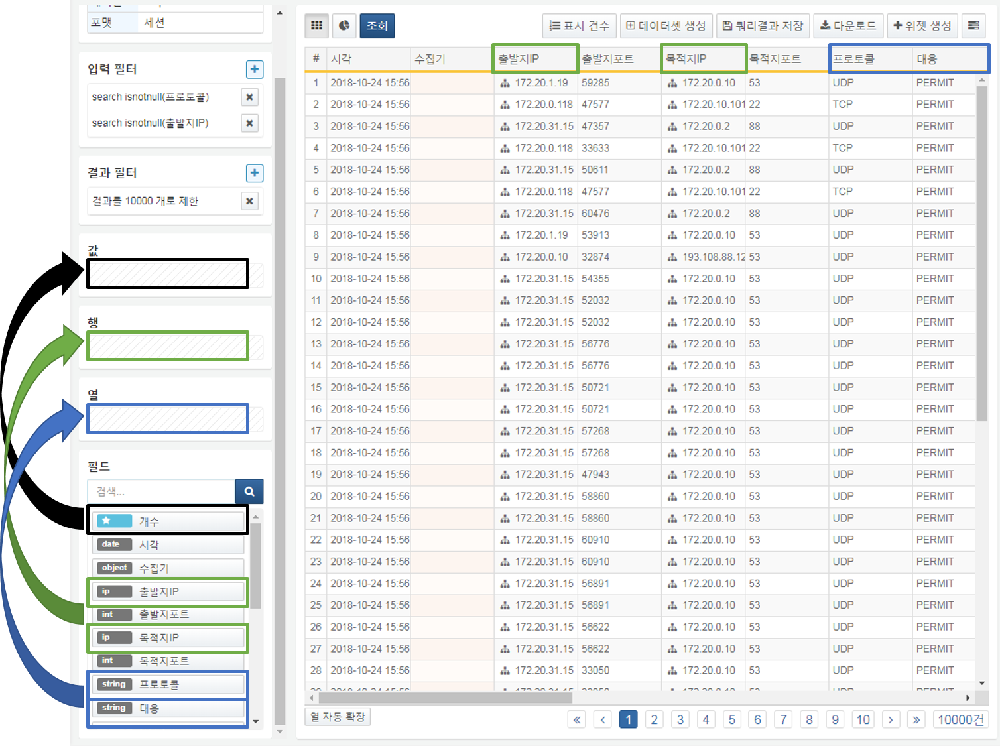 포맷 세션
입력 필터
search isnotnull(프로토콜)
search isnotnull(출발지IP)
결과 필터
결과를 10000 개로 제한
값
행
열
필드
검색...
개수
date 시각
object 수집기
ip 출발지IP
int 출발지포트
ip 목적지IP
int 목적지포트
string 프로토콜
string 대응
조회 표시 건수 데이터셋 생성 쿼리결과 저장 다운로드 위젯 생성
# 시각 수집기 출발지IP 출발지포트 목적지IP 목적지포트 프로토콜 대응
1 2018-10-24 15:56 172.20.1.19 59285 172.20.0.10 53 UDP PERMIT
2 2018-10-24 15:56 172.20.0.118 47577 172.20.10.101 22 TCP PERMIT
3 2018-10-24 15:56 172.20.31.15 47357 172.20.0.2 88 UDP PERMIT
4 2018-10-24 15:56 172.20.0.118 33633 172.20.10.101 22 TCP PERMIT
5 2018-10-24 15:56 172.20.31.15 50611 172.20.0.2 88 UDP PERMIT
6 2018-10-24 15:56 172.20.0.118 47577 172.20.10.101 22 TCP PERMIT
7 2018-10-24 15:56 172.20.31.15 60476 172.20.0.2 88 UDP PERMIT
8 2018-10-24 15:56 172.20.1.19 53913 172.20.0.10 53 UDP PERMIT
9 2018-10-24 15:56 172.20.0.10 32874 193.108.88.12 53 UDP PERMIT
10 2018-10-24 15:56 172.20.31.15 54355 172.20.0.10 53 UDP PERMIT
11 2018-10-24 15:56 172.20.31.15 52032 172.20.0.10 53 UDP PERMIT
12 2018-10-24 15:56 172.20.31.15 52032 172.20.0.10 53 UDP PERMIT
13 2018-10-24 15:56 172.20.31.15 56776 172.20.0.10 53 UDP PERMIT
14 2018-10-24 15:56 172.20.31.15 56776 172.20.0.10 53 UDP PERMIT
15 2018-10-24 15:56 172.20.31.15 50721 172.20.0.10 53 UDP PERMIT
16 2018-10-24 15:56 172.20.31.15 50721 172.20.0.10 53 UDP PERMIT
17 2018-10-24 15:56 172.20.31.15 57268 172.20.0.10 53 UDP PERMIT
18 2018-10-24 15:56 172.20.31.15 57268 172.20.0.10 53 UDP PERMIT
19 2018-10-24 15:56 172.20.31.15 47943 172.20.0.10 53 UDP PERMIT
20 2018-10-24 15:56 172.20.31.15 58860 172.20.0.10 53 UDP PERMIT
21 2018-10-24 15:56 172.20.31.15 58860 172.20.0.10 53 UDP PERMIT
22 2018-10-24 15:56 172.20.31.15 60910 172.20.0.10 53 UDP PERMIT
23 2018-10-24 15:56 172.20.31.15 60910 172.20.0.10 53 UDP PERMIT
24 2018-10-24 15:56 172.20.31.15 56891 172.20.0.10 53 UDP PERMIT
25 2018-10-24 15:56 172.20.31.15 56891 172.20.0.10 53 UDP PERMIT
26 2018-10-24 15:56 172.20.31.15 56622 172.20.0.10 53 UDP PERMIT
27 2018-10-24 15:56 172.20.31.15 56622 172.20.0.10 53 UDP PERMIT
28 2018-10-24 15:56 172.20.31.15 33050 172.20.0.10 53 UDP PERMIT
열 자동 확장 « ‹ 1 2 3 4 5 6 7 8 9 10 › » 10000건